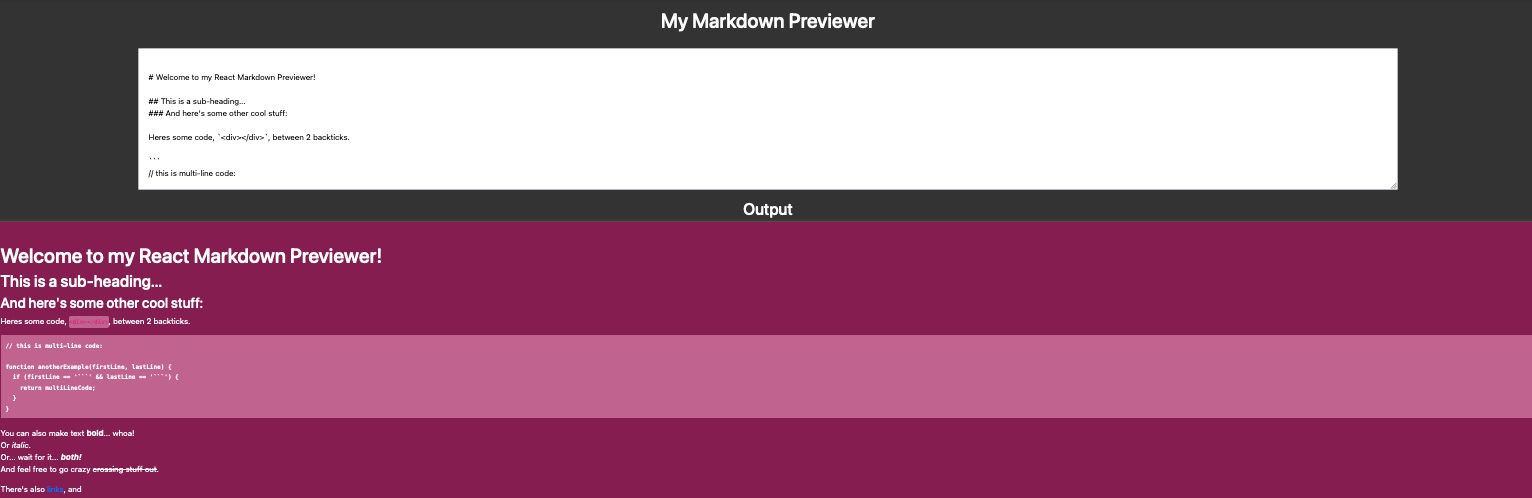 My Markdown Previewer
# Welcome to my React Markdown Previewer!
## This is a sub-heading...
### And here's some other cool stuff:
Heres some code, `<div></div>`, between 2 backticks.
```
// this is multi-line code:
Output
Welcome to my React Markdown Previewer!
This is a sub-heading...
And here's some other cool stuff:
Heres some code, <div></div>, between 2 backticks.
// this is multi-line code:
function anotherExample(firstLine, lastLine) {
if (firstLine == '```' && lastLine == '```') {
return multiLineCode;
}
}
You can also make text bold... whoa!
Or italic.
Or... wait for it... both!
And feel free to go crazy crossing stuff out.
There's also links, and